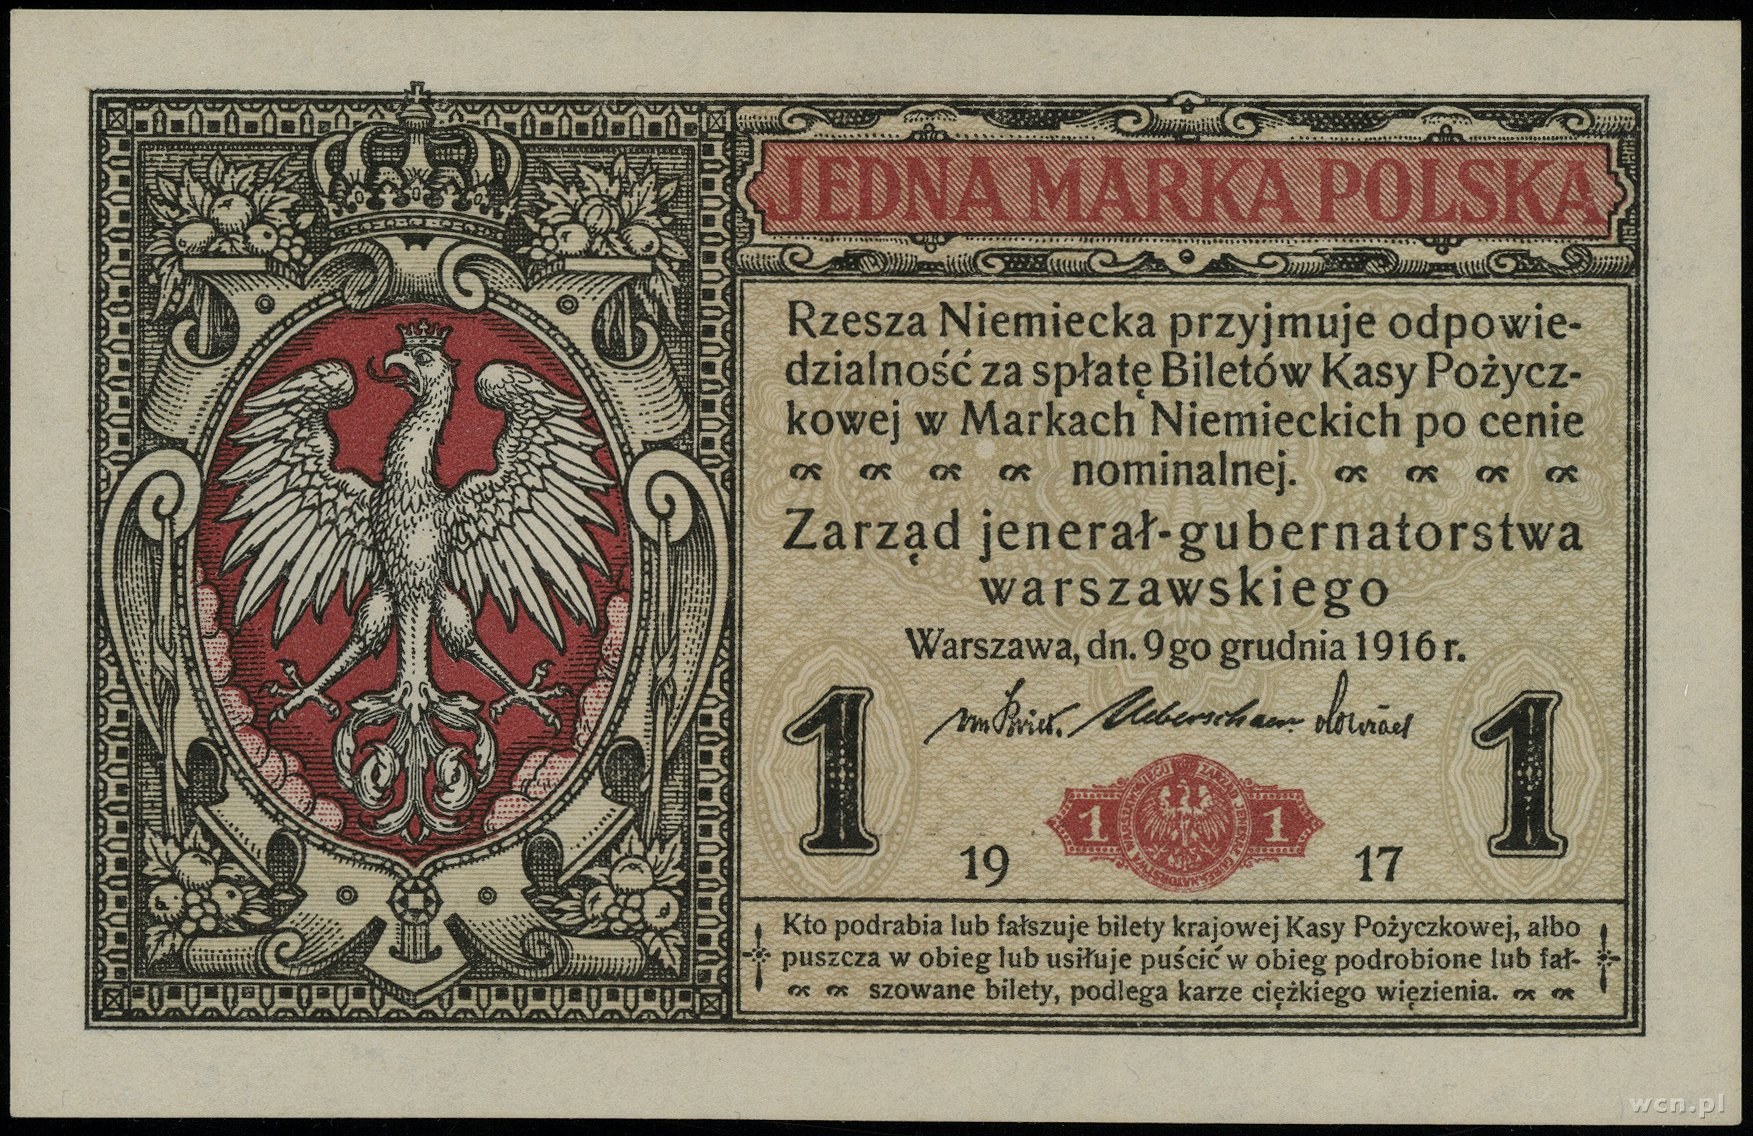 JEDNA MARKA POLSKA
Rzesza Niemiecka przyjmuje odpowie-
dzialność za spłatę Biletów Kasy Pożycz-
kowej w Markach Niemieckich po cenie
nominalnej.
Zarząd jenerał-gubernatorstwa
warszawskiego
Warszawa, dn. 9go grudnia 1916 r.
1 1 1 1
19 17
Kto podrabia lub fałszuje bilety krajowej Kasy Pożyczkowej, albo
puszcza w obieg lub usiłuje puścić w obieg podrobione lub fał-
szowane bilety, podlega karze ciężkiego więzienia.
wcn.pl